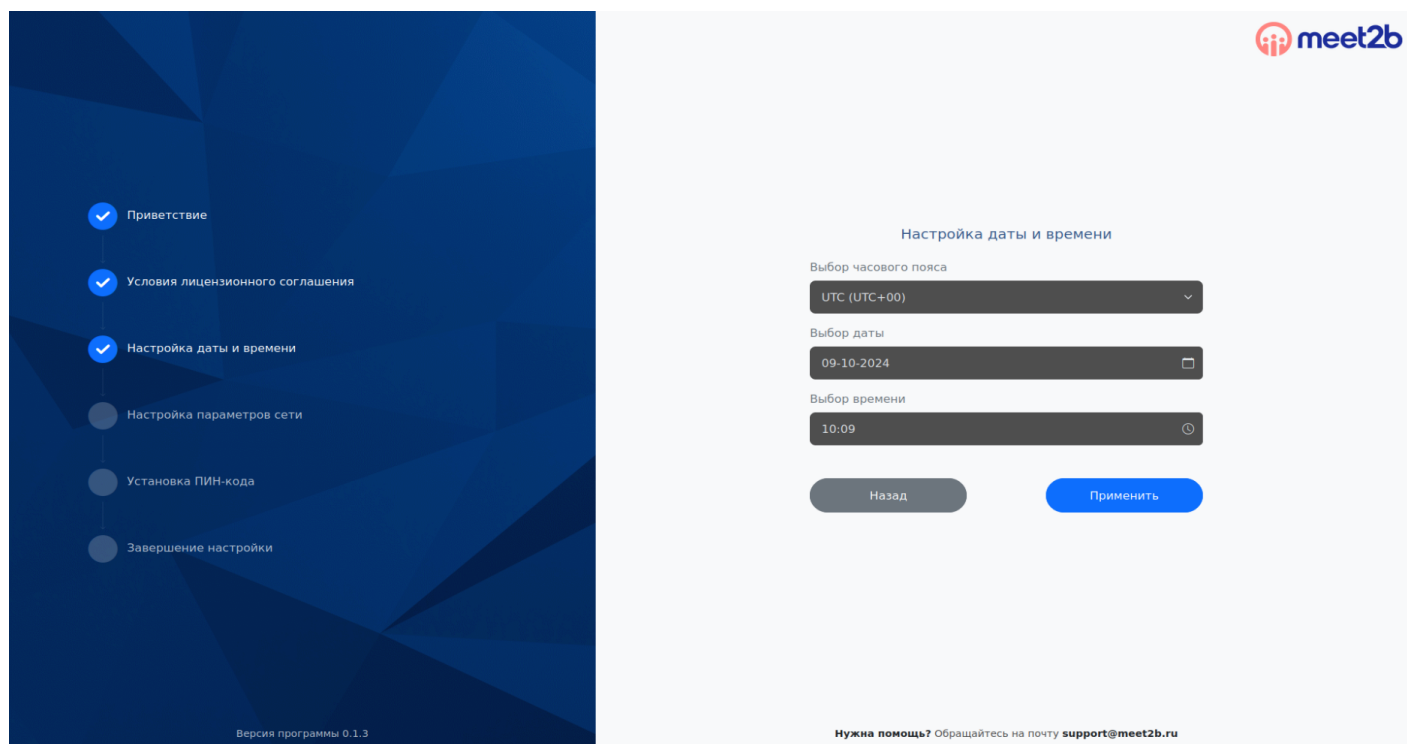 Приветствие
Условия лицензионного соглашения
Настройка даты и времени
Настройка параметров сети
Установка ПИН-кода
Завершение настройки
Версия программы 0.1.3
meet2b
Настройка даты и времени
Выбор часового пояса
UTC (UTC+00)
Выбор даты
09-10-2024
Выбор времени
10:09
Назад
Применить
Нужна помощь? Обращайтесь на почту support@meet2b.ru